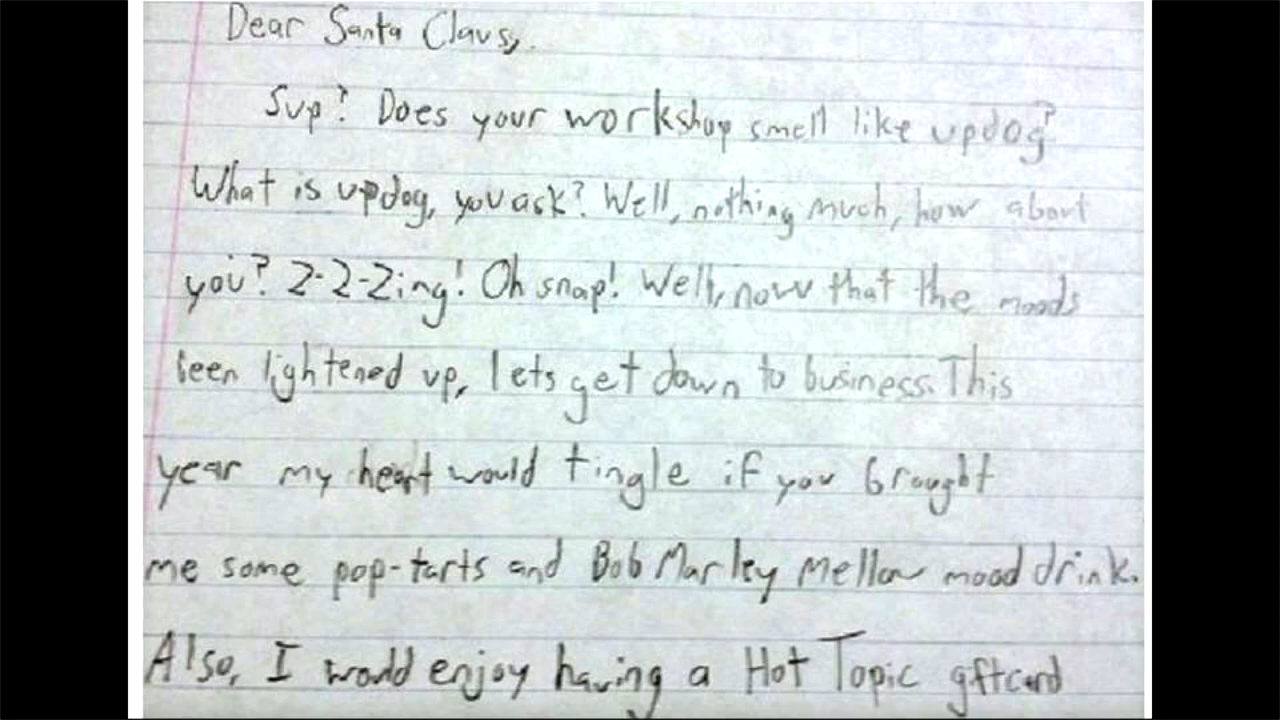 Dear Santa Claus,
Sup? Does your workshop smell like updog?
What is updog, you ask? Well, nothing much, how about
you? Z-Z-Zing! Oh snap! Well, now that the moods
been lightened up, lets get down to business. This
year my heart would tingle if you brought
me some pop-tarts and Bob Marley Mellow mood drink.
Also, I would enjoy having a Hot Topic gftcard